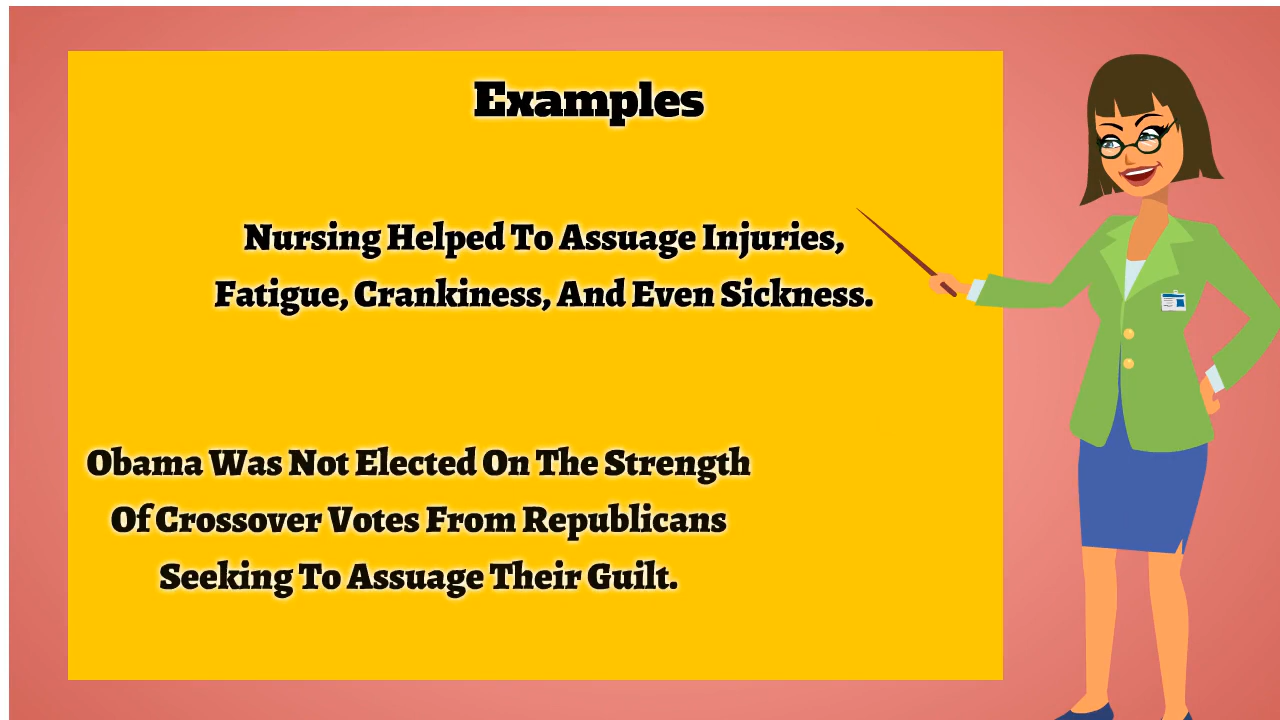 Examples
Nursing Helped To Assuage Injuries,
Fatigue, Crankiness, And Even Sickness.
Obama Was Not Elected On The Strength
Of Crossover Votes From Republicans
Seeking To Assuage Their Guilt.